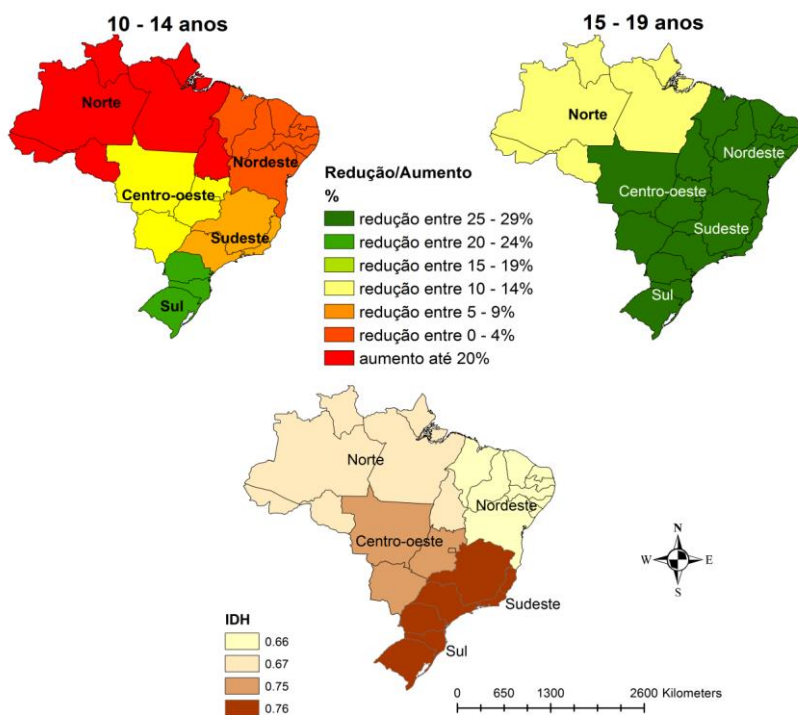 10 - 14 anos
15 - 19 anos
Norte
Nordeste
Centro-oeste
Sudeste
Sul
Redução/Aumento
%
redução entre 25 - 29%
redução entre 20 - 24%
redução entre 15 - 19%
redução entre 10 - 14%
redução entre 5 - 9%
redução entre 0 - 4%
aumento até 20%
Norte
Nordeste
Centro-oeste
Sudeste
Sul
Norte
Nordeste
Centro-oeste
Sudeste
Sul
N
W
E
S
IDH
0.66
0.67
0.75
0.76
0 650 1300 2600 Kilometers